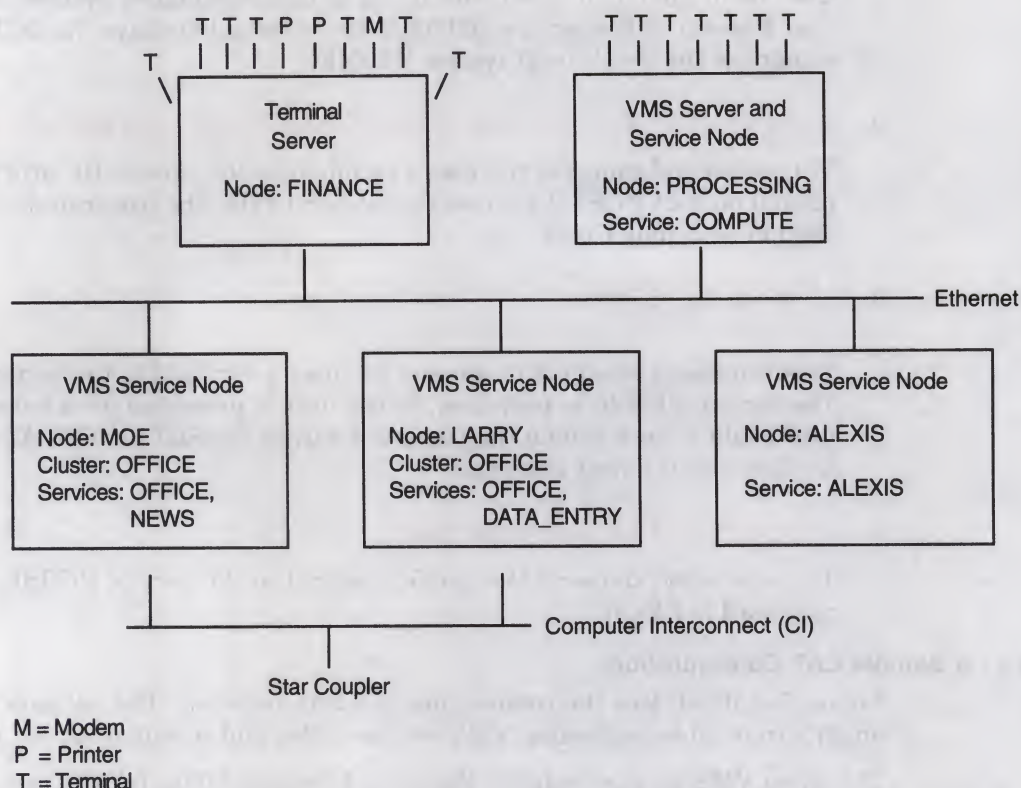 T T T P P T M T
T T
Terminal
Server
Node: FINANCE
T T T T T T T
VMS Server and
Service Node
Node: PROCESSING
Service: COMPUTE
Ethernet
VMS Service Node
Node: MOE
Cluster: OFFICE
Services: OFFICE,
NEWS
VMS Service Node
Node: LARRY
Cluster: OFFICE
Services: OFFICE,
DATA_ENTRY
VMS Service Node
Node: ALEXIS
Service: ALEXIS
Computer Interconnect (CI)
Star Coupler
M = Modem
P = Printer
T = Terminal